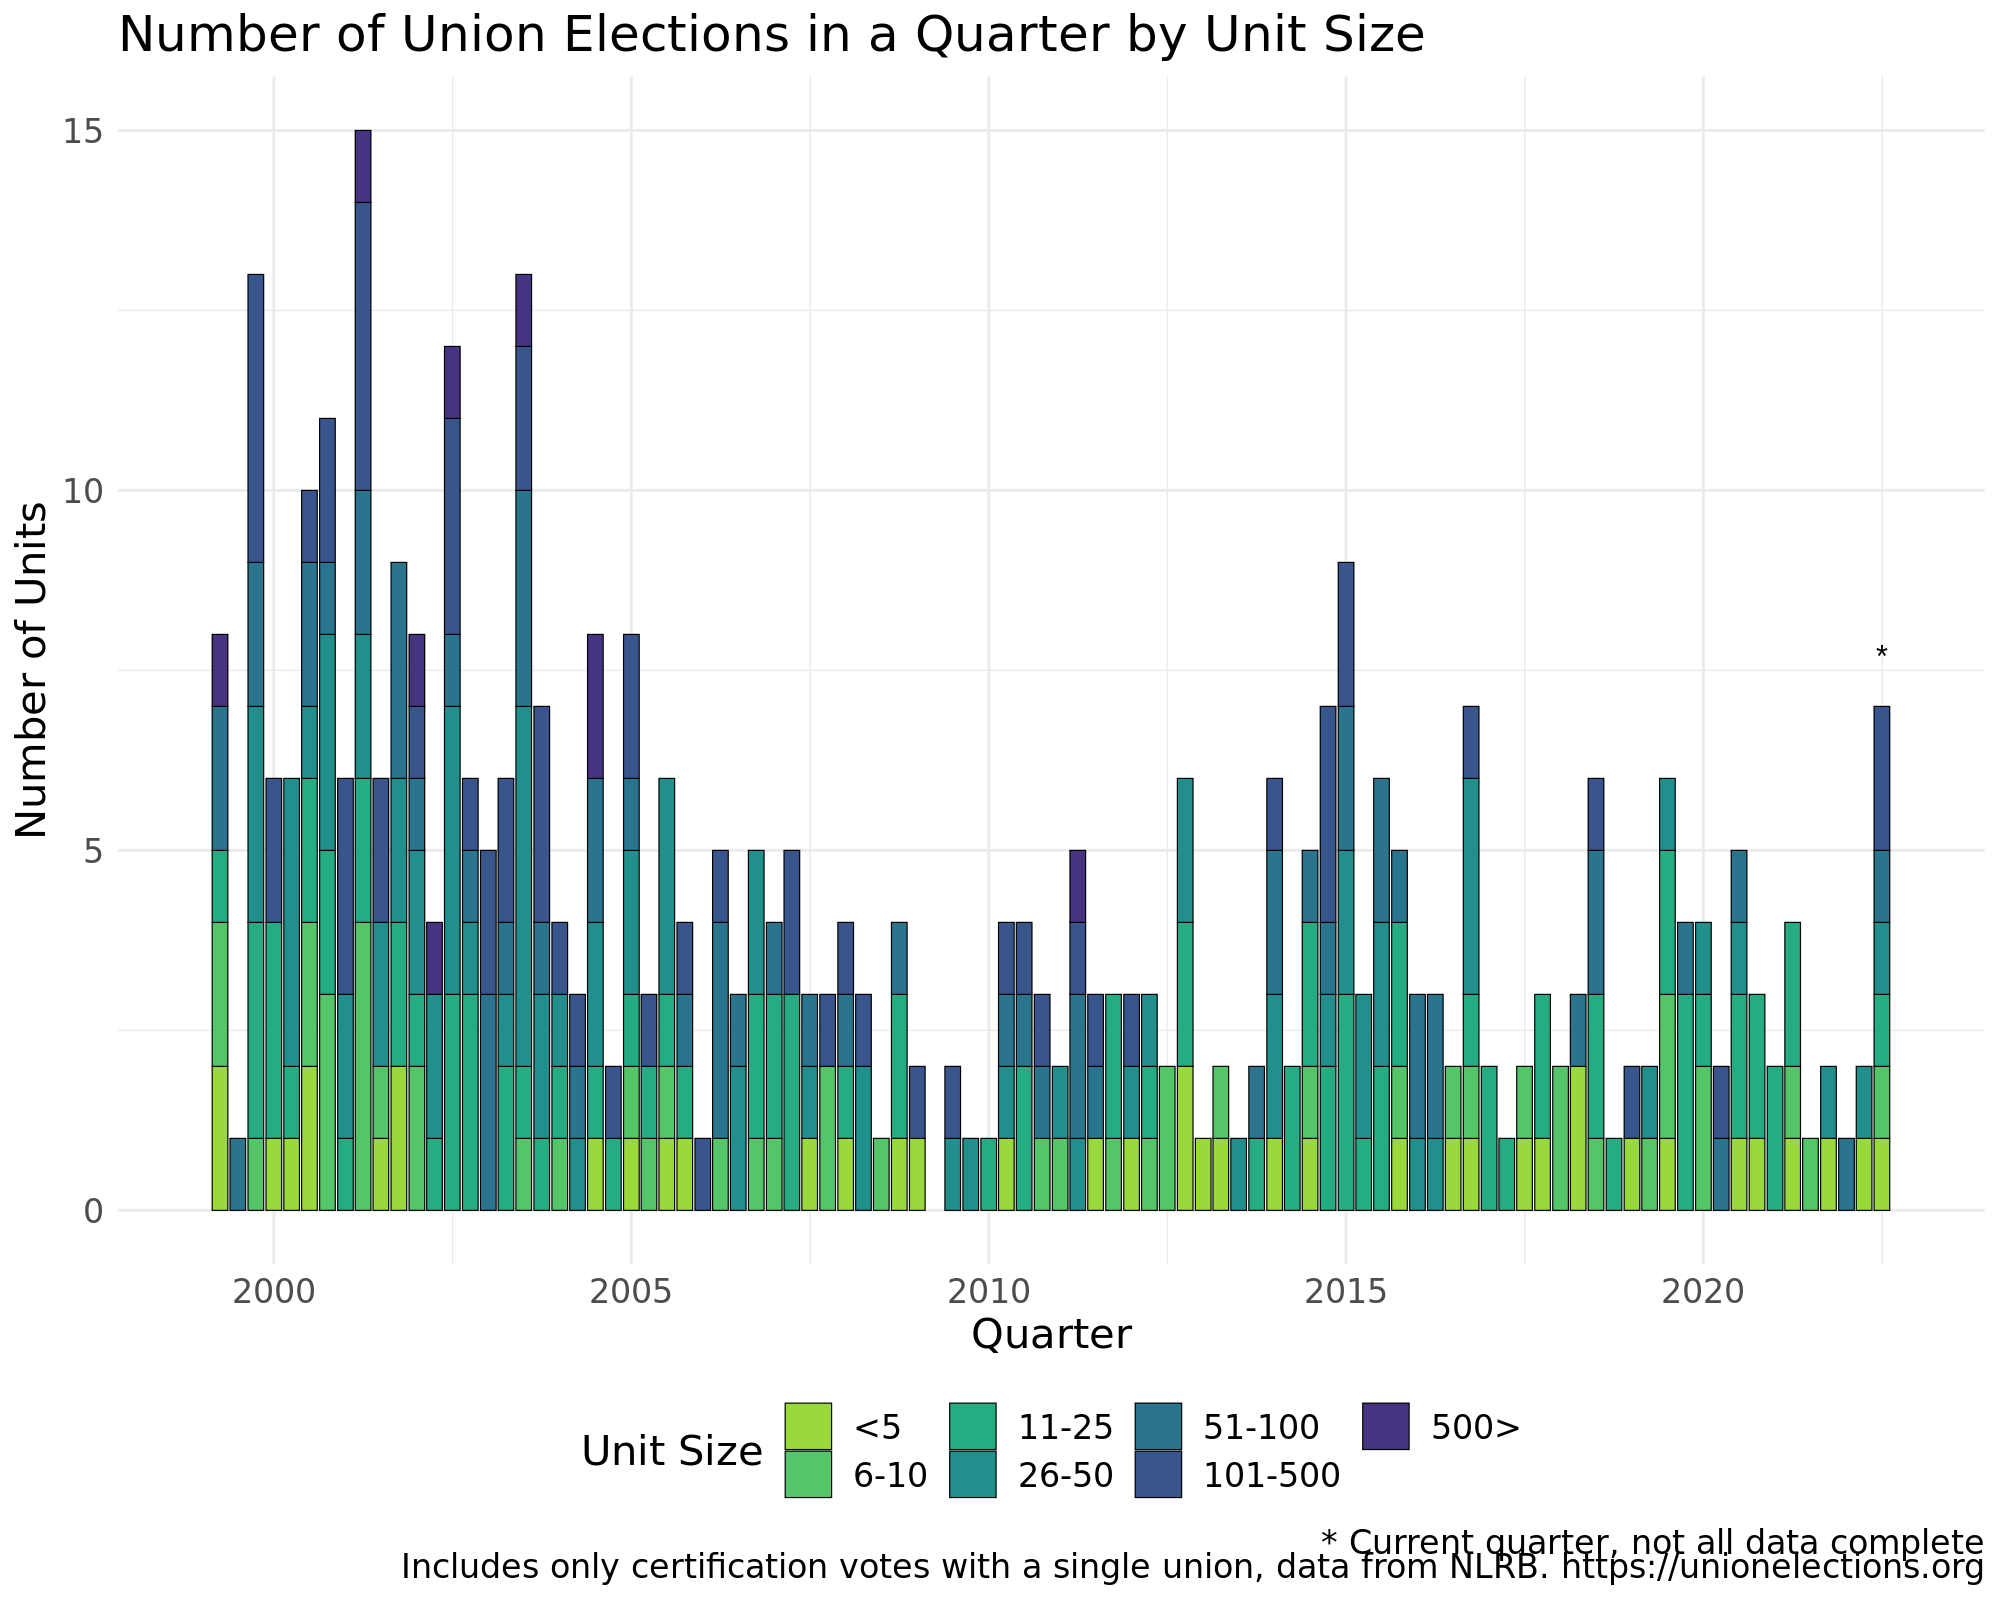 Number of Union Elections in a Quarter by Unit Size
15
10
5
0
Number of Units
*
2000 2005 2010 2015 2020
Quarter
Unit Size
<5 11-25 51-100 500>
6-10 26-50 101-500
* Current quarter, not all data complete
Includes only certification votes with a single union, data from NLRB. https://unionelections.org